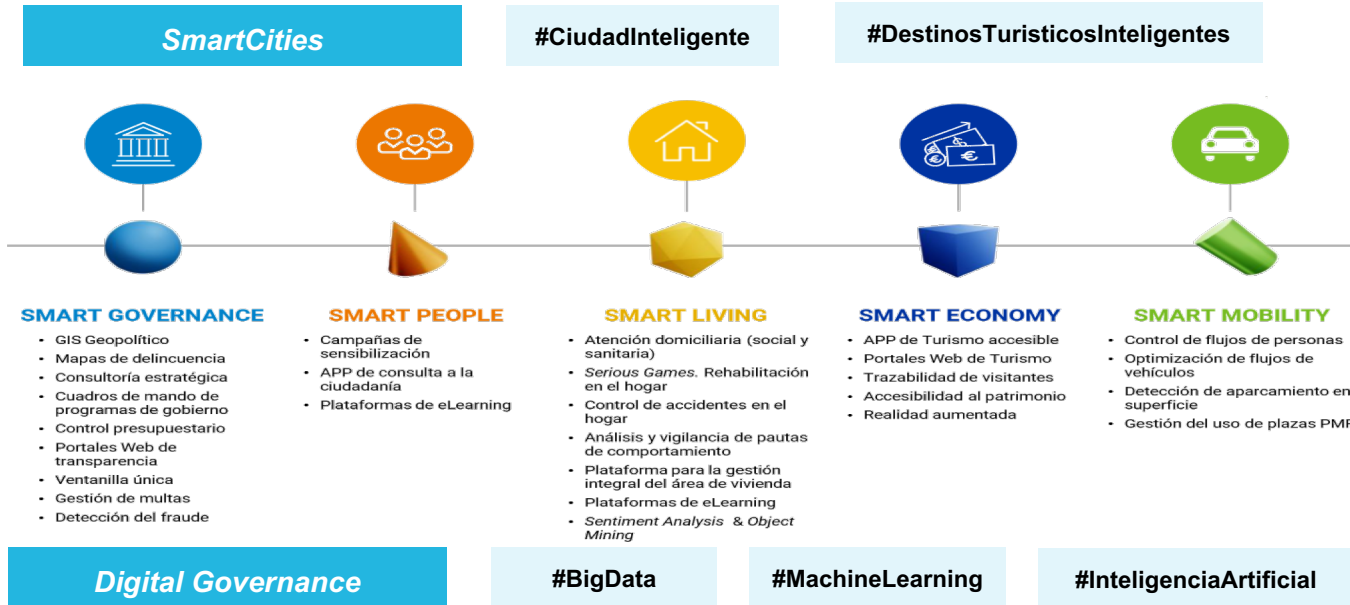 SmartCities
#CiudadInteligente
#DestinosTuristicosInteligentes
SMART GOVERNANCE
• GIS Geopolítico
• Mapas de delincuencia
• Consultoría estratégica
• Cuadros de mando de
programas de gobierno
• Control presupuestario
• Portales Web de
transparencia
• Ventanilla única
• Gestión de multas
• Detección del fraude
SMART PEOPLE
• Campañas de
sensibilización
• APP de consulta a la
ciudadanía
• Plataformas de eLearning
SMART LIVING
• Atención domiciliaria (social y
sanitaria)
• Serious Games. Rehabilitación
en el hogar
• Control de accidentes en el
hogar
• Análisis y vigilancia de pautas
de comportamiento
• Plataforma para la gestión
integral del área de vivienda
• Plataformas de eLearning
• Sentiment Analysis & Object
Mining
SMART ECONOMY
• APP de Turismo accesible
• Portales Web de Turismo
• Trazabilidad de visitantes
• Accesibilidad al patrimonio
• Realidad aumentada
SMART MOBILITY
• Control de flujos de personas
• Optimización de flujos de
vehículos
• Detección de aparcamiento en
superficie
• Gestión del uso de plazas PMR
Digital Governance
#BigData
#MachineLearning
#InteligenciaArtificial